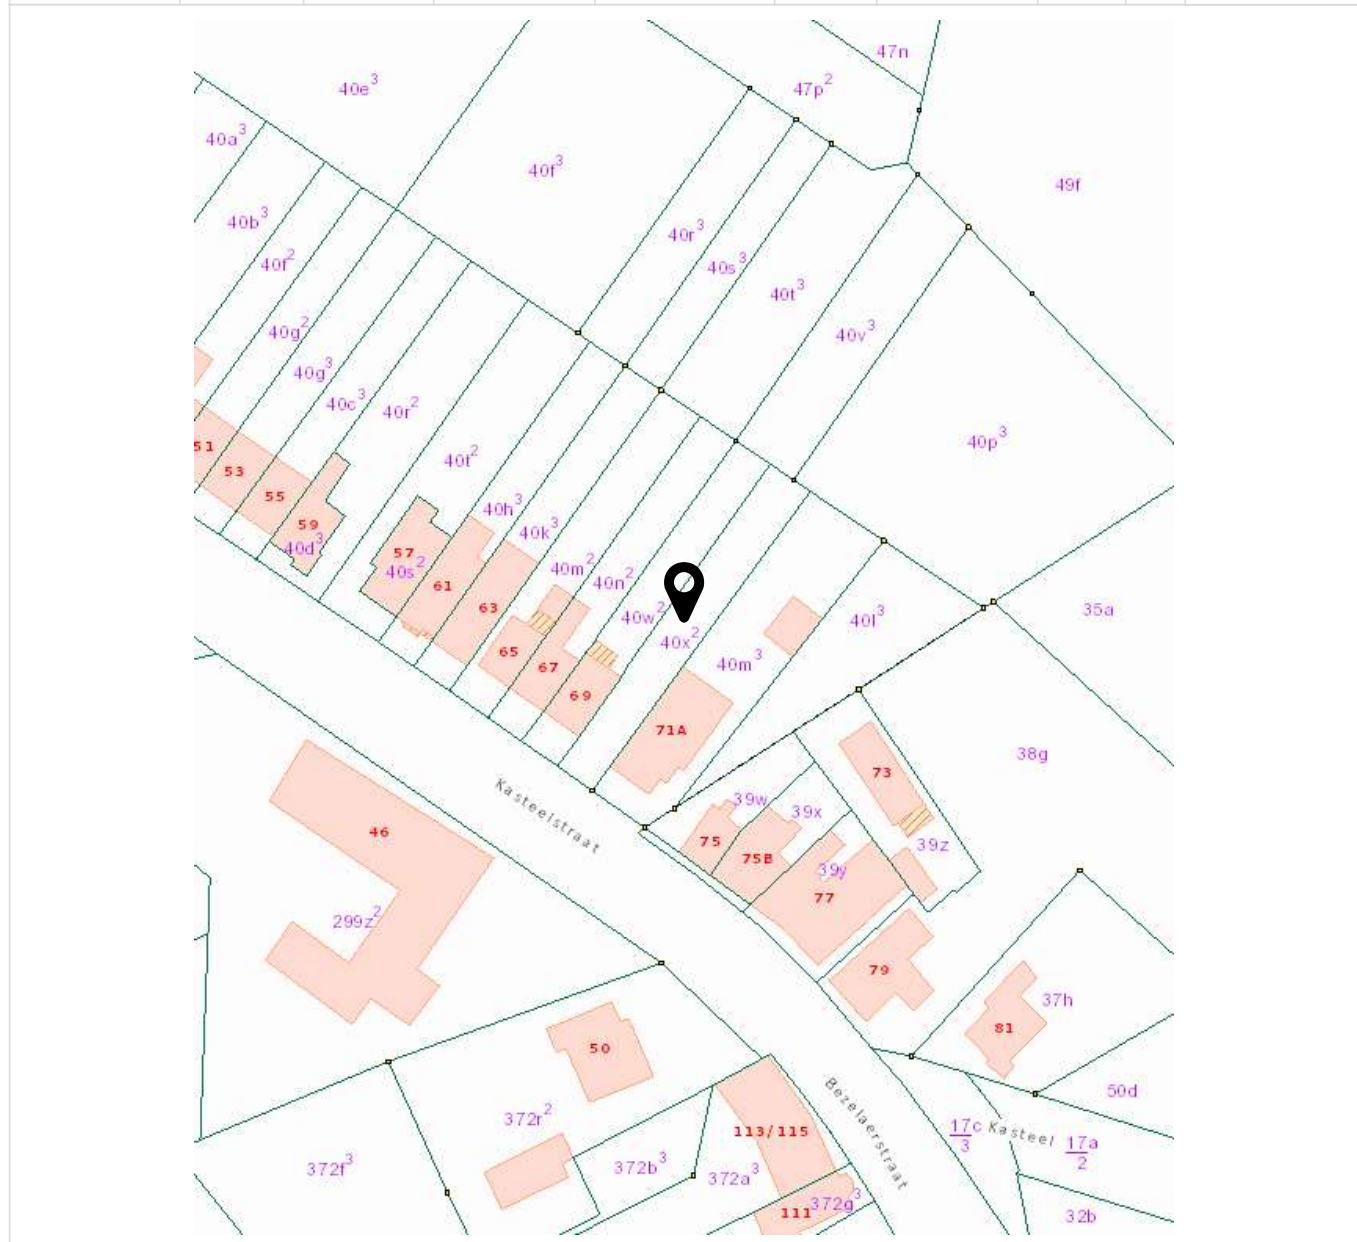 47n
40e³
47p²
40a³
40f³
49f
40b³
40r³
40f²
40s³
40t³
40g²
40v³
40g³
40c³
40r²
40p³
51
40t²
53
55
40h³
59
40k³
40d³
57
40s²
40m²
61
40n²
63
35a
40w²
40l³
40x²
65
40m³
67
69
71A
38g
73
39w
Kasteelstraat
39x
46
75
39z
75B
39y
77
299z²
79
37h
81
50
Bezelaerstraat
50d
372r²
113/115
17c
3
Kasteel
17a
2
372f³
372b³
372a³
372g³
111
32b